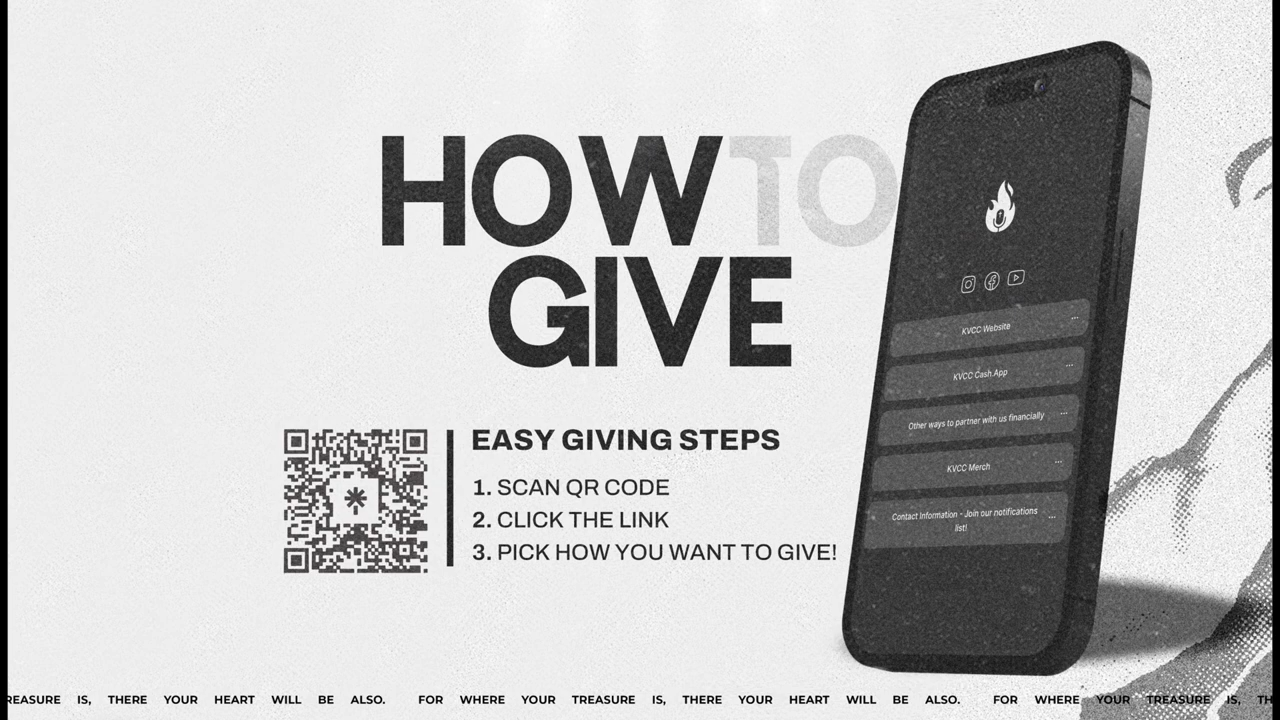 HOW TO
GIVE
EASY GIVING STEPS
1. SCAN QR CODE
2. CLICK THE LINK
3. PICK HOW YOU WANT TO GIVE!
KVCC Website
KVCC Cash App
Other ways to partner with us financially
KVCC Merch
Contact Information - Join our notifications
list!
REASURE IS, THERE YOUR HEART WILL BE ALSO. FOR WHERE YOUR TREASURE IS, THERE YOUR HEART WILL BE ALSO. FOR WHERE YOUR TREASURE IS, TH